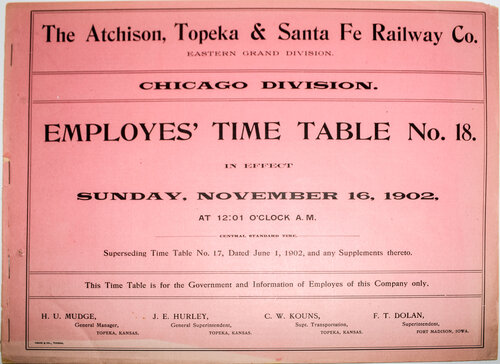 The Atchison, Topeka & Santa Fe Railway Co.
EASTERN GRAND DIVISION.
CHICAGO DIVISION.
EMPLOYES' TIME TABLE No. 18.
IN EFFECT
SUNDAY, NOVEMBER 16, 1902,
AT 12:01 O'CLOCK A. M.
CENTRAL STANDARD TIME.
Superseding Time Table No. 17, Dated June 1, 1902, and any Supplements thereto.
This Time Table is for the Government and Information of Employes of this Company only.
H. U. MUDGE, J. E. HURLEY, C. W. KOUNS, F. T. DOLAN,
General Manager, General Superintendent, Supt. Transportation, Superintendent,
TOPEKA, KANSAS. TOPEKA, KANSAS. TOPEKA, KANSAS. FORT MADISON, IOWA.